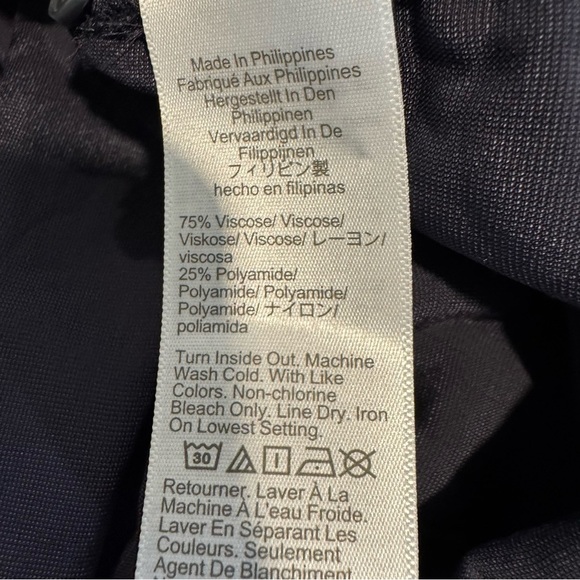 Made In Philippines
Fabriqué Aux Philippines
Hergestellt In Den
Philippinen
Vervaardigd In De
Filippijnen
フィリピン製
hecho en filipinas
75% Viscose/ Viscose/
Viskose/ Viscose/ レーヨン/
viscosa
25% Polyamide/
Polyamide/ Polyamide/
Polyamide/ ナイロン/
poliamida
Turn Inside Out. Machine
Wash Cold. With Like
Colors. Non-chlorine
Bleach Only. Line Dry. Iron
On Lowest Setting.
30
Retourner. Laver À La
Machine À L'eau Froide.
Laver En Séparant Les
Couleurs. Seulement
Agent De Blanchiment